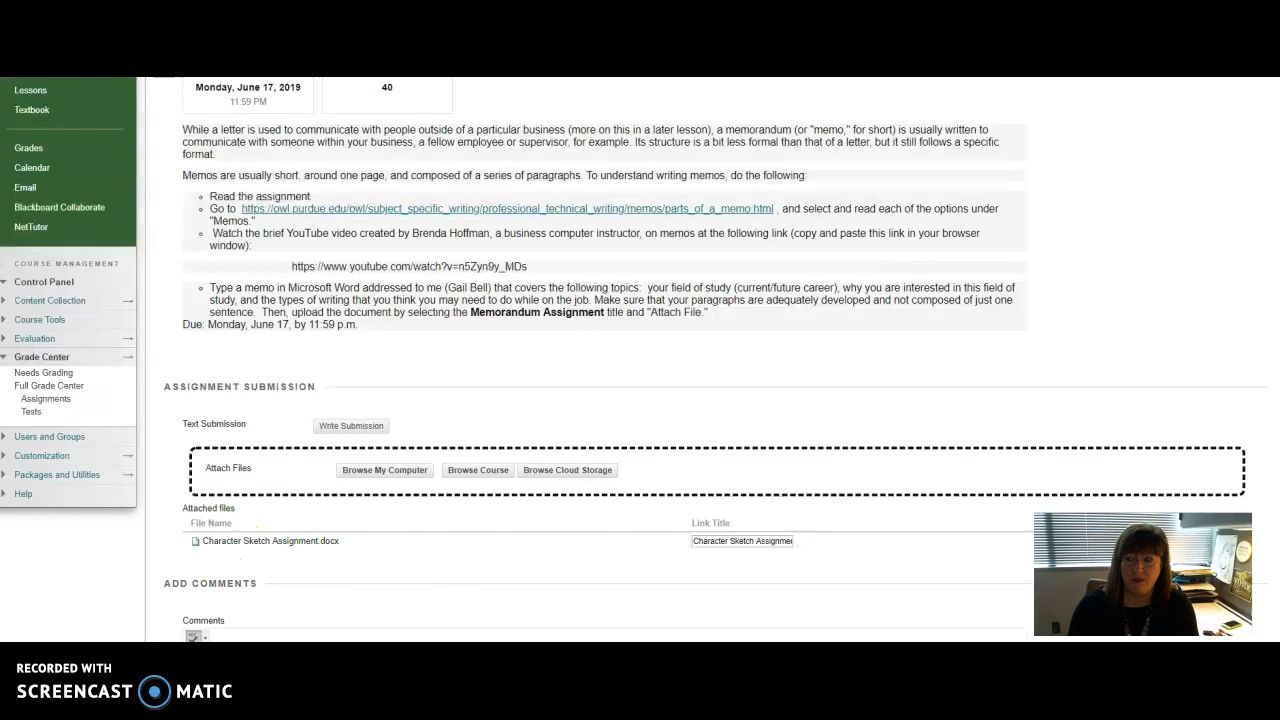 Lessons
Textbook
Grades
Calendar
Email
Blackboard Collaborate
NetTutor
COURSE MANAGEMENT
Control Panel
Content Collection
Course Tools
Evaluation
Grade Center
Needs Grading
Full Grade Center
Assignments
Tests
Users and Groups
Customization
Packages and Utilities
Help
Monday, June 17, 2019
11:59 PM
40
While a letter is used to communicate with people outside of a particular business (more on this in a later lesson), a memorandum (or "memo," for short) is usually written to
communicate with someone within your business, a fellow employee or supervisor, for example. Its structure is a bit less formal than that of a letter, but it still follows a specific
format.
Memos are usually short, around one page, and composed of a series of paragraphs. To understand writing memos, do the following:
Read the assignment
Go to https://owl.purdue.edu/owl/subject_specific_writing/professional_technical_writing/memos/parts_of_a_memo.html , and select and read each of the options under
"Memos."
Watch the brief YouTube video created by Brenda Hoffman, a business computer instructor, on memos at the following link (copy and paste this link in your browser
window):
https://www.youtube.com/watch?v=n5Zyn9y_MDs
Type a memo in Microsoft Word addressed to me (Gail Bell) that covers the following topics: your field of study (current/future career), why you are interested in this field of
study, and the types of writing that you think you may need to do while on the job. Make sure that your paragraphs are adequately developed and not composed of just one
sentence. Then, upload the document by selecting the Memorandum Assignment title and "Attach File."
Due: Monday, June 17, by 11:59 p.m.
ASSIGNMENT SUBMISSION
Text Submission
Write Submission
Attach Files
Browse My Computer
Browse Course
Browse Cloud Storage
Attached files
File Name
Link Title
Character Sketch Assignment.docx
Character Sketch Assignmer
ADD COMMENTS
Comments
RECORDED WITH
SCREENCAST MATIC